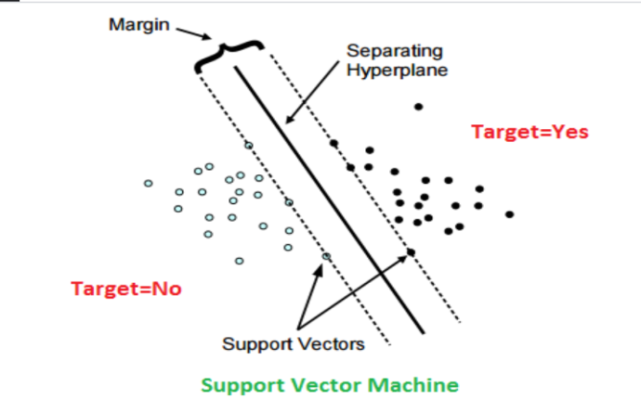 Margin
Separating
Hyperplane
Target=Yes
Target=No
Support Vectors
Support Vector Machine